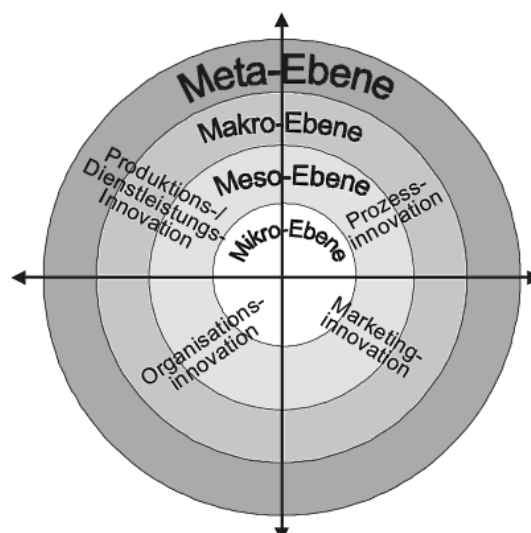 Meta-Ebene
Makro-Ebene
Meso-Ebene
Mikro-Ebene
Produktions-/
Dienstleistungs-
Innovation
Prozess-
innovation
Organisations-
innovation
Marketing-
innovation